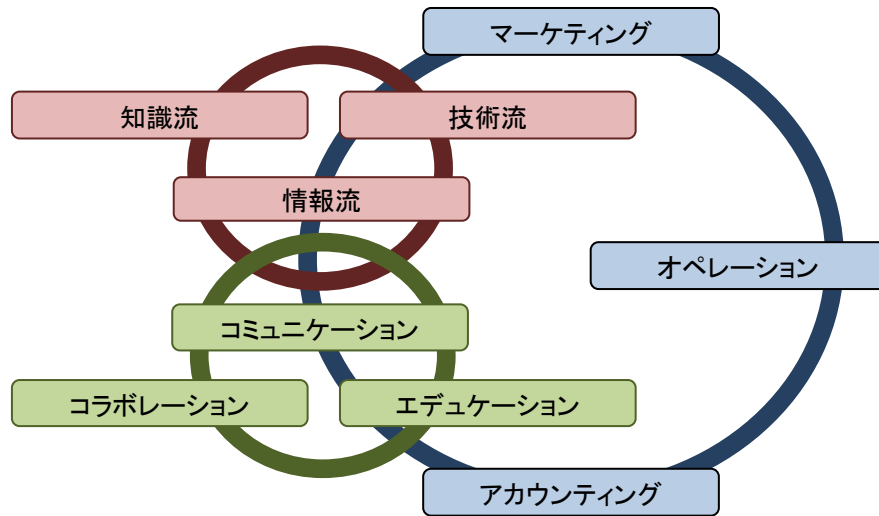 マーケティング
知識流
技術流
情報流
オペレーション
コミュニケーション
コラボレーション
エデュケーション
アカウンティング